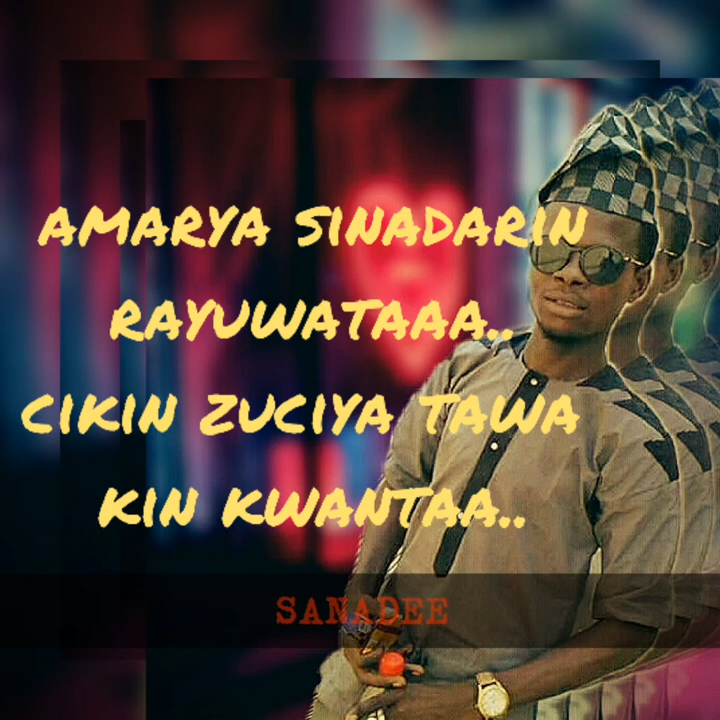 AMARYA SINADARIN
RAYUWATAAA..
CIKIN ZUCIYA TAWA
KIN KWANTAA..
SANADEE